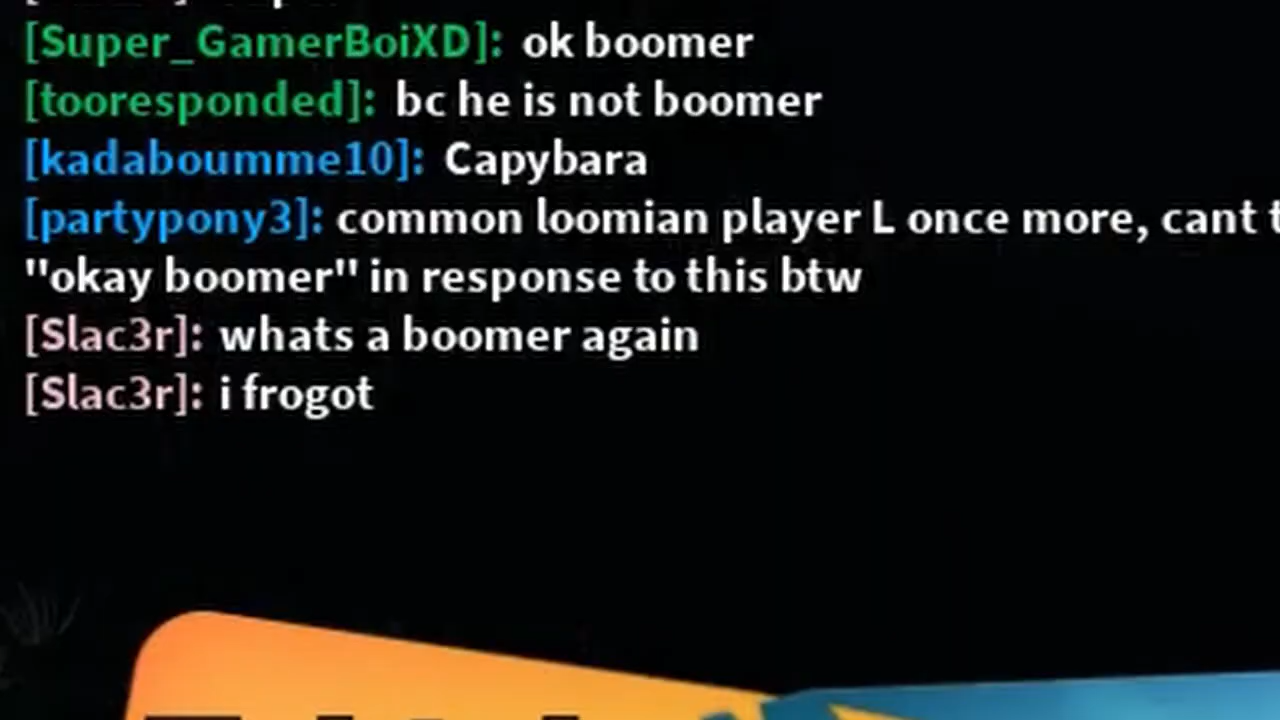 [Super_GamerBoiXD]: ok boomer
[tooresponded]: bc he is not boomer
[kadaboumme10]: Capybara
[partypony3]: common loomian player L once more, cant
"okay boomer" in response to this btw
[Slac3r]: whats a boomer again
[Slac3r]: i frogot